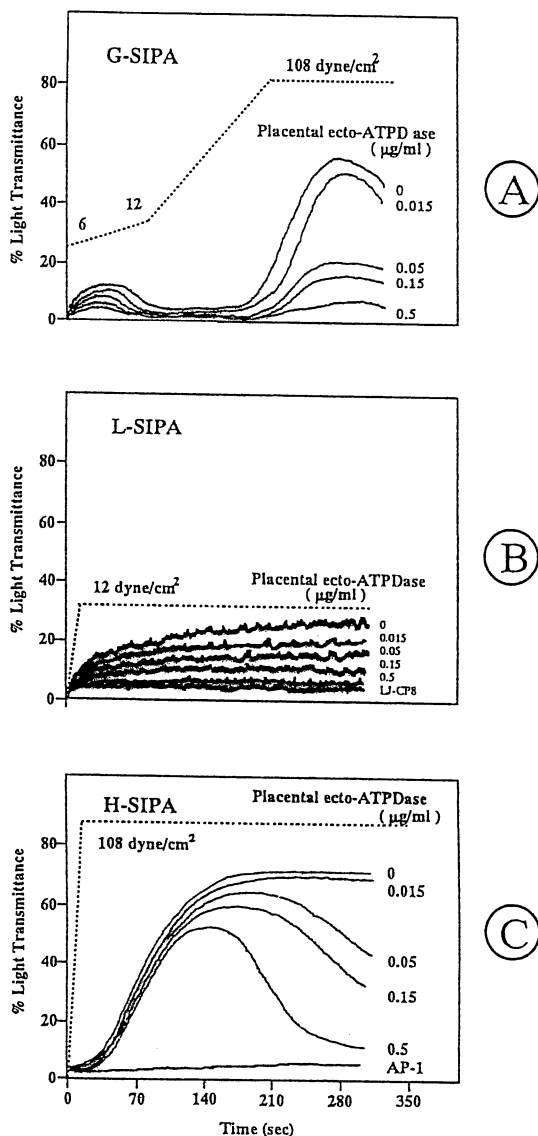 G-SIPA
108 dyne/cm2
80
Placental ecto-ATPD ase
( μg/ml )
% Light Transmittance
60
0
0.015
40
12
6
20
0.05
0.15
0
0.5
A
L-SIPA
80
% Light Transmittance
60
40
12 dyne/cm2
Placental ecto-ATPDase
( μg/ml )
20
0
0.015
0.05
0.15
0.5
LJ-CP8
0
B
H-SIPA
Placental ecto-ATPDase
( μg/ml )
108 dyne/cm2
80
% Light Transmittance
60
0
0.015
40
0.05
0.15
20
0.5
AP-1
0
C
0 70 140 210 280 350
Time (sec)